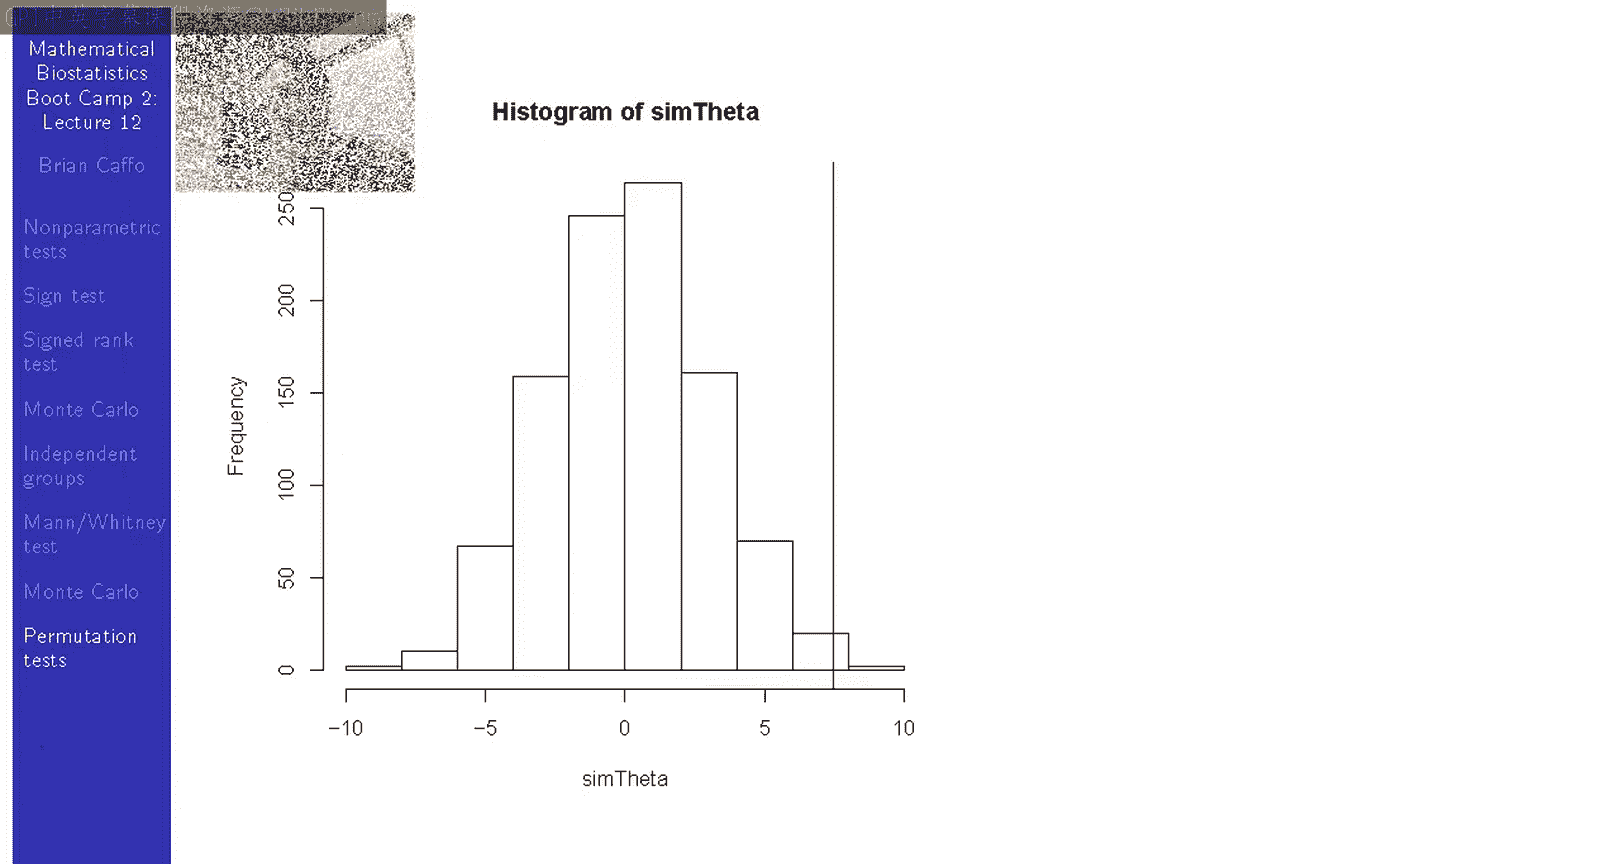 Mathematical
Biostatistics
Boot Camp 2:
Lecture 12
Brian Caffo
Nonparametric
tests
Sign test
Signed rank
test
Monte Carlo
Independent
groups
Mann/Whitney
test
Monte Carlo
Permutation
tests
Histogram of simTheta
Frequency
250
200
150
100
50
0
−10
−5
0
5
10
simTheta